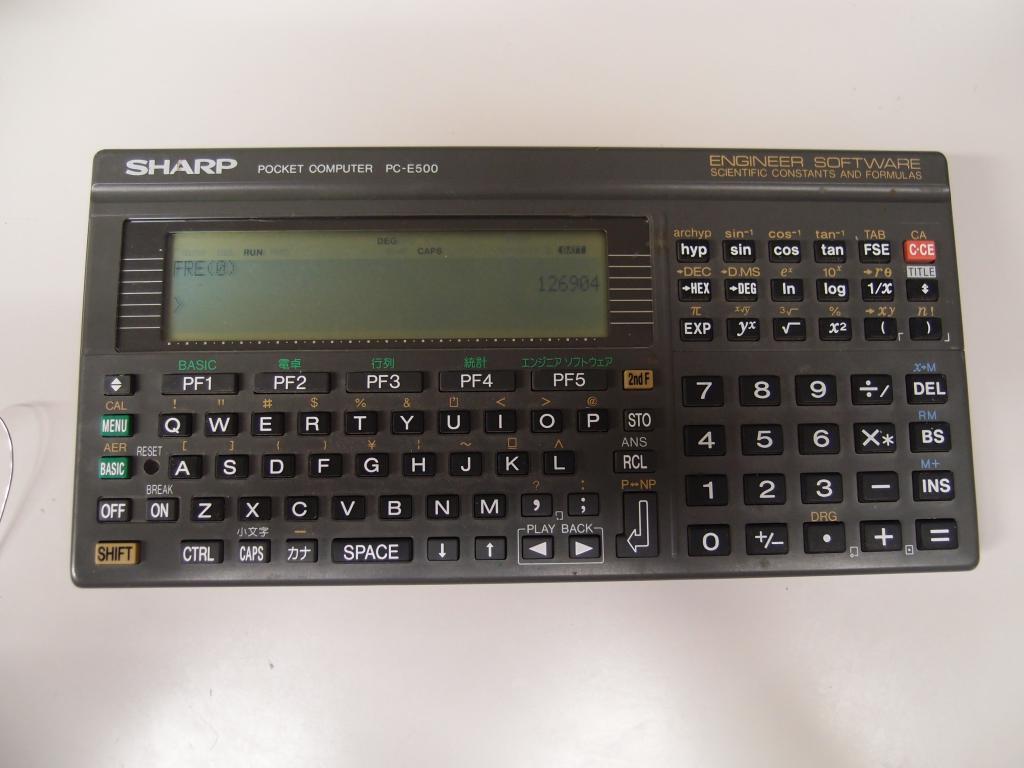 SHARP POCKET COMPUTER PC-E500 ENGINEER SOFTWARE
SCIENTIFIC CONSTANTS AND FORMULAS
DEG
RUN CAPS BATT
FRE(0)
126904
>
archyp sin⁻¹ cos⁻¹ tan⁻¹ TAB CA
hyp sin cos tan FSE C·CE
→DEC →D.MS eˣ 10ˣ →rθ TITLE
→HEX →DEG ln log 1/x
π ˣ√y ³√ % →xy n!
EXP yˣ √ x² ( )
BASIC 電卓 行列 統計 エンジニアソフトウェア
PF1 PF2 PF3 PF4 PF5 2nd F
CAL ! " # $ % & < > @
MENU Q W E R T Y U I O P STO
AER RESET [ ] { } ¥ ¦ ~ □ ^ ANS
BASIC A S D F G H J K L RCL
BREAK ? : P↔NP
OFF ON Z X C V B N M , ;
小文字 PLAY BACK
SHIFT CTRL CAPS カナ SPACE ↓ ↑ ◀ ▶
x→M
7 8 9 ÷/ DEL
RM
4 5 6 X* BS
M+
1 2 3 − INS
DRG
0 +/− • + =